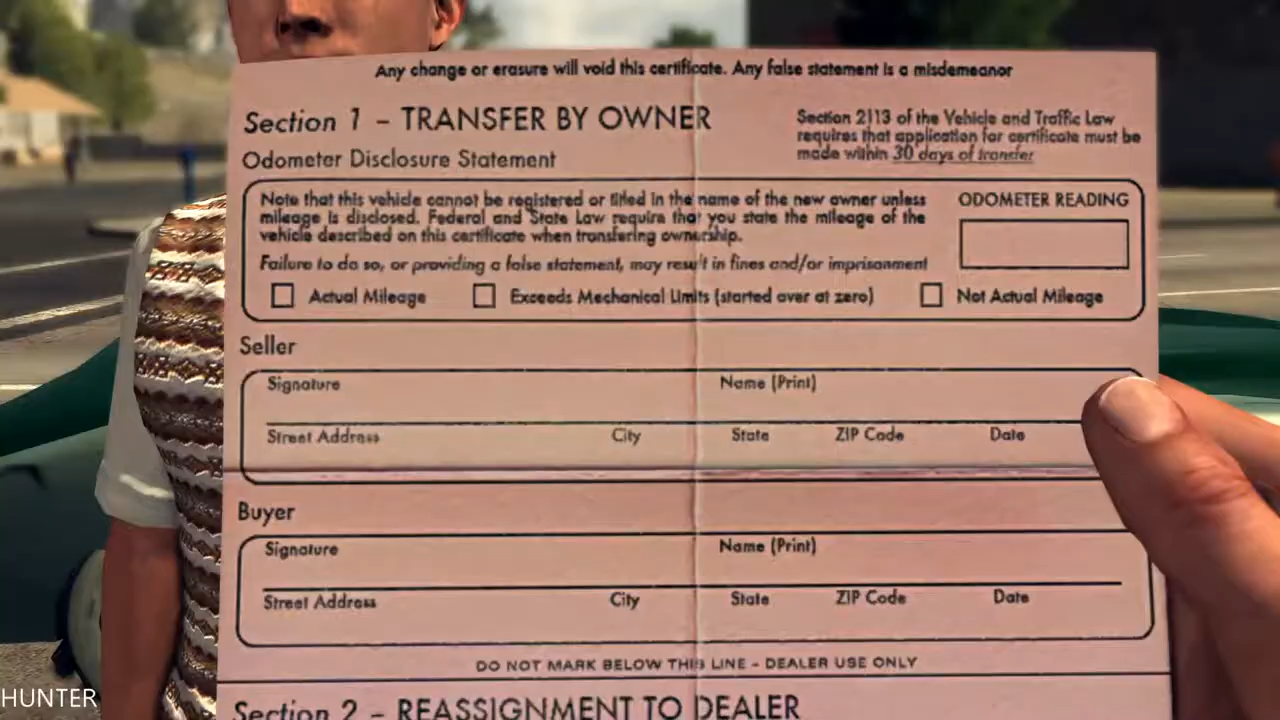 Any change or erasure will void this certificate. Any false statement is a misdemeanor
Section 1 - TRANSFER BY OWNER
Section 2113 of the Vehicle and Traffic Law
requires that application for certificate must be
made within 30 days of transfer
Odometer Disclosure Statement
Note that this vehicle cannot be registered or titled in the name of the new owner unless
mileage is disclosed. Federal and State Law require that you state the mileage of the
vehicle described on this certificate when transfering ownership.
Failure to do so, or providing a false statement, may result in fines and/or imprisonment
ODOMETER READING
Actual Mileage Exceeds Mechanical Limits (started over at zero) Not Actual Mileage
Seller
Signature Name (Print)
Street Address City State ZIP Code Date
Buyer
Signature Name (Print)
Street Address City State ZIP Code Date
DO NOT MARK BELOW THIS LINE - DEALER USE ONLY
Section 2 - REASSIGNMENT TO DEALER
HUNTER